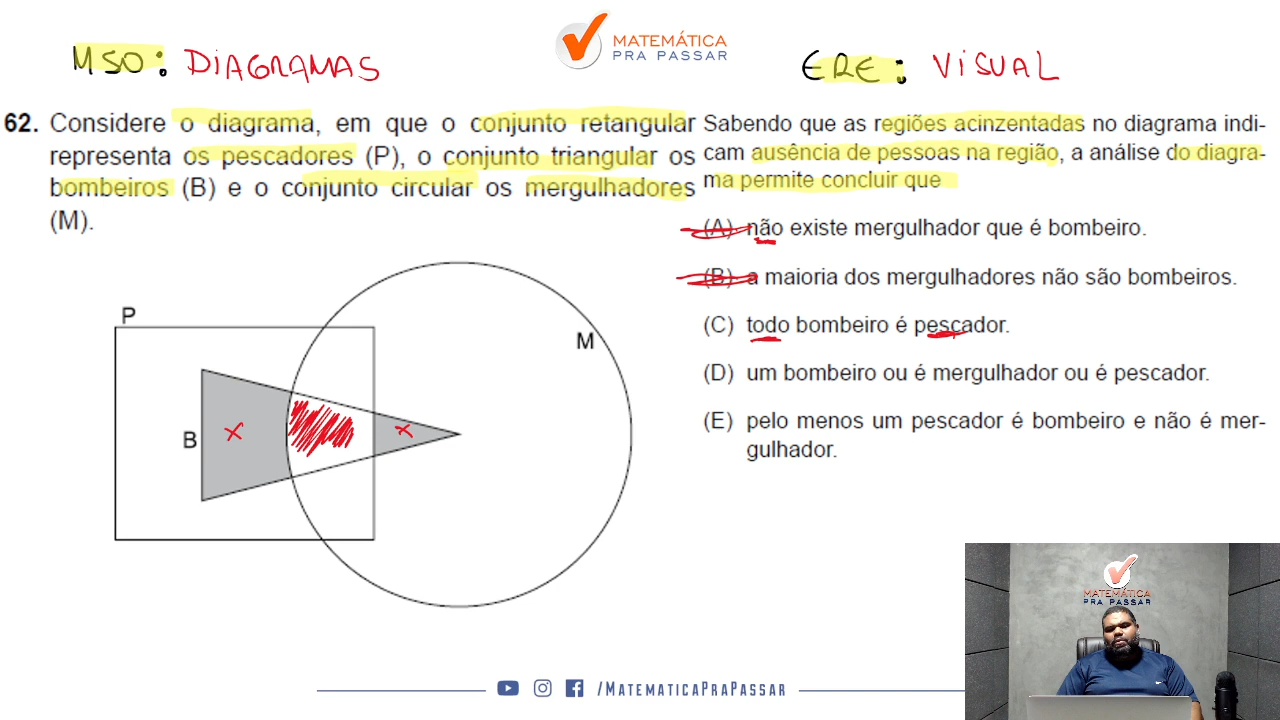 MSO: DIAGRAMAS
MATEMÁTICA
PRA PASSAR
ERE: VISUAL
62. Considere o diagrama, em que o conjunto retangular
representa os pescadores (P), o conjunto triangular os
bombeiros (B) e o conjunto circular os mergulhadores
(M).
P
M
B
x
x
Sabendo que as regiões acinzentadas no diagrama indi-
cam ausência de pessoas na região, a análise do diagra-
ma permite concluir que
(A) não existe mergulhador que é bombeiro.
(B) a maioria dos mergulhadores não são bombeiros.
(C) todo bombeiro é pescador.
(D) um bombeiro ou é mergulhador ou é pescador.
(E) pelo menos um pescador é bombeiro e não é mer-
gulhador.
MATEMÁTICA
PRA PASSAR
/MATEMATICAPRAPASSAR